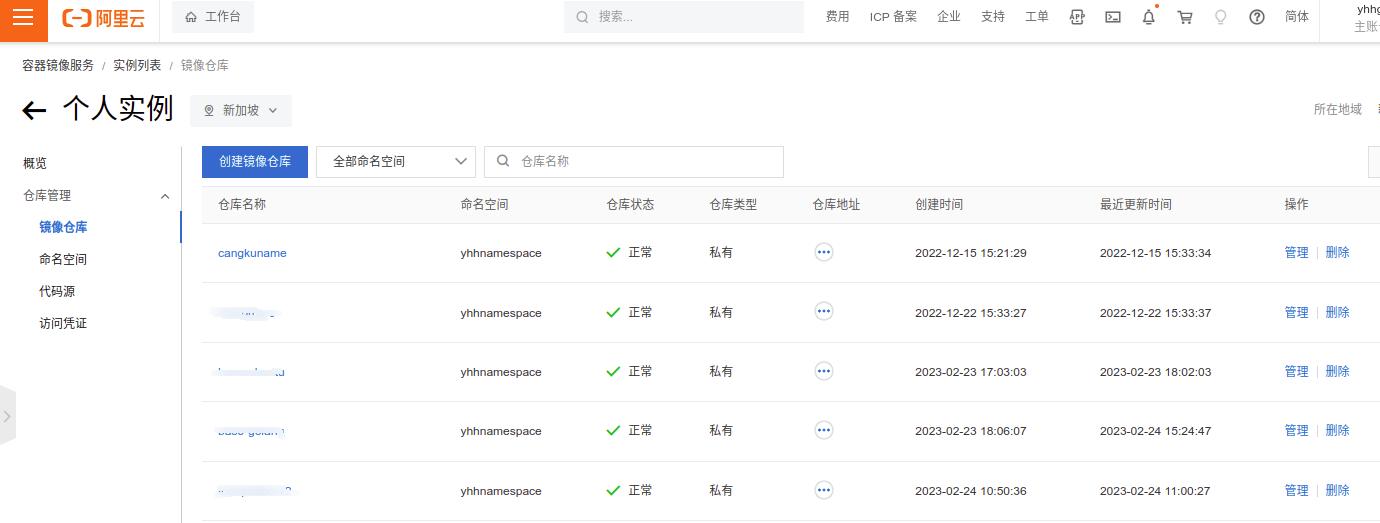 阿里云 工作台 搜索... 费用 ICP 备案 企业 支持 工单 APP 简体 yhhg
主账
容器镜像服务 / 实例列表 / 镜像仓库
个人实例 新加坡 所在地域
概览 创建镜像仓库 全部命名空间 仓库名称
仓库管理 仓库名称 命名空间 仓库状态 仓库类型 仓库地址 创建时间 最近更新时间 操作
镜像仓库
命名空间
代码源
访问凭证
cangkuname yhhnamespace 正常 私有 2022-12-15 15:21:29 2022-12-15 15:33:34 管理 | 删除
yhhnamespace 正常 私有 2022-12-22 15:33:27 2022-12-22 15:33:37 管理 | 删除
yhhnamespace 正常 私有 2023-02-23 17:03:03 2023-02-23 18:02:03 管理 | 删除
yhhnamespace 正常 私有 2023-02-23 18:06:07 2023-02-24 15:24:47 管理 | 删除
yhhnamespace 正常 私有 2023-02-24 10:50:36 2023-02-24 11:00:27 管理 | 删除